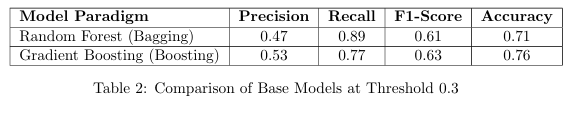 Model Paradigm Precision Recall F1-Score Accuracy
Random Forest (Bagging) 0.47 0.89 0.61 0.71
Gradient Boosting (Boosting) 0.53 0.77 0.63 0.76
Table 2: Comparison of Base Models at Threshold 0.3